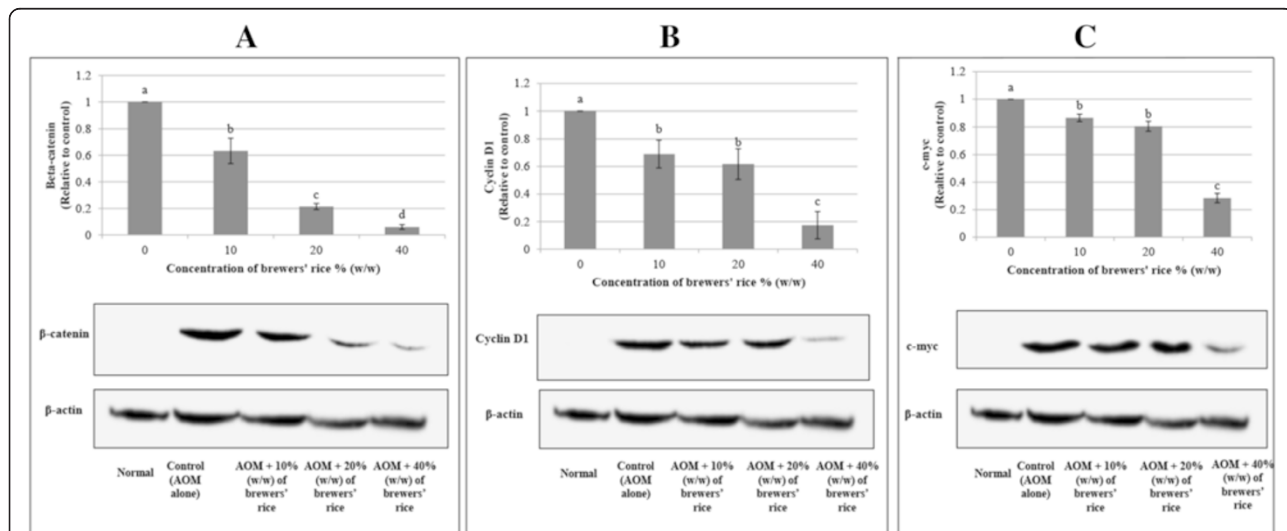 A
1.2
1
0.8
0.6
0.4
0.2
0
a
b
c
d
Beta-catenin
(Relative to control)
0 10 20 40
Concentration of brewers' rice % (w/w)
β-catenin
β-actin
Normal
Control
(AOM
alone)
AOM + 10%
(w/w) of
brewers'
rice
AOM + 20%
(w/w) of
brewers'
rice
AOM + 40%
(w/w) of
brewers'
rice
B
1.2
1
0.8
0.6
0.4
0.2
0
a
b
b
c
Cyclin D1
(Relative to control)
0 10 20 40
Concentration of brewers' rice % (w/w)
Cyclin D1
β-actin
Normal
Control
(AOM
alone)
AOM + 10%
(w/w) of
brewers'
rice
AOM + 20%
(w/w) of
brewers'
rice
AOM + 40%
(w/w) of
brewers'
rice
C
1.2
1
0.8
0.6
0.4
0.2
0
a
b
b
c
c-myc
(Realtive to control)
0 10 20 40
Concentration of brewers' rice % (w/w)
c-myc
β-actin
Normal
Control
(AOM
alone)
AOM + 10%
(w/w) of
brewers'
rice
AOM + 20%
(w/w) of
brewers'
rice
AOM + 40%
(w/w) of
brewers'
rice